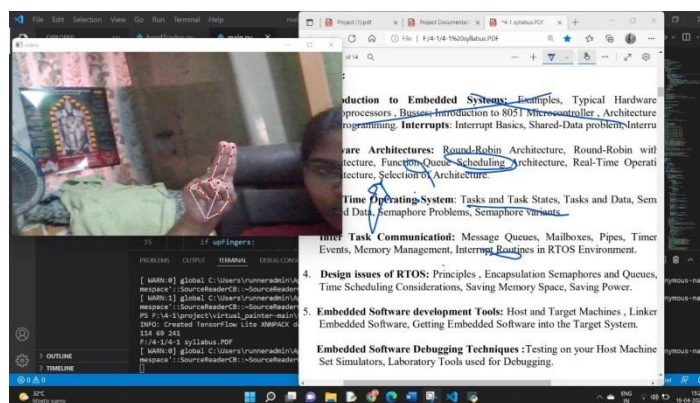 File Edit Selection View Go Run Terminal Help
video
Project (1).pdf
Project Documentati
*4-1 syllabus.PDF
File F:/4-1/4-1%20syllabus.PDF
of 14
to Embedded Systems: Examples, Typical Hardware
Busses, Introduction to 8051 Microcontroller, Architecture
Interrupts: Interrupt Basics, Shared-Data problem, Interru
Architectures: Round-Robin Architecture, Round-Robin with
Function Queue Scheduling Architecture, Real-Time Operati
Selection of Architecture.
Time Operating System: Tasks and Task States, Tasks and Data, Sem
Data, Semaphore Problems, Semaphore variants.
35 if upFingers:
Inter Task Communication: Message Queues, Mailboxes, Pipes, Timer
Events, Memory Management, Interrupt Routines in RTOS Environment.
4. Design issues of RTOS: Principles , Encapsulation Semaphores and Queues,
Time Scheduling Considerations, Saving Memory Space, Saving Power.
5. Embedded Software development Tools: Host and Target Machines , Linker
Embedded Software, Getting Embedded Software into the Target System.
Embedded Software Debugging Techniques :Testing on your Host Machine
Set Simulators, Laboratory Tools used for Debugging.
PROBLEMS OUTPUT TERMINAL DEBUG CONS
[ WARN:0] global C:\Users\runneradmin\A
mespace'::SourceReaderCB::~SourceReader
[ WARN:1] global C:\Users\runneradmin\A
mespace'::SourceReaderCB::~SourceReader
PS F:\4-1\project\virtual_painter-main\
INFO: Created TensorFlow Lite XNNPACK d
114 69 241
F:/4-1/4-1 syllabus.PDF
[ WARN:0] global C:\Users\runneradmin\A
mespace'::SourceReaderCB::~SourceReader
OUTLINE
TIMELINE
0 0
32°C
Mostly sunny
ENG
IN